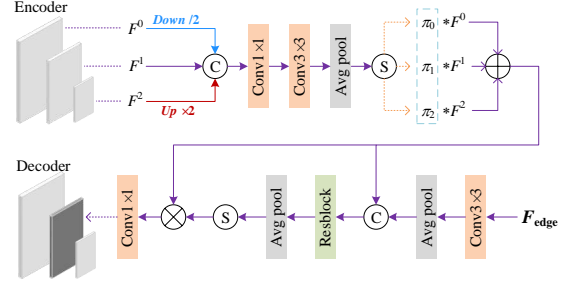 Encoder
F⁰ Down /2
F¹ C Conv1×1 Conv3×3 Avg pool S
F² Up ×2
π₀ *F⁰
π₁ *F¹
π₂ *F²
Decoder
Conv1×1 S Avg pool Resblock C Avg pool Conv3×3 F_edge